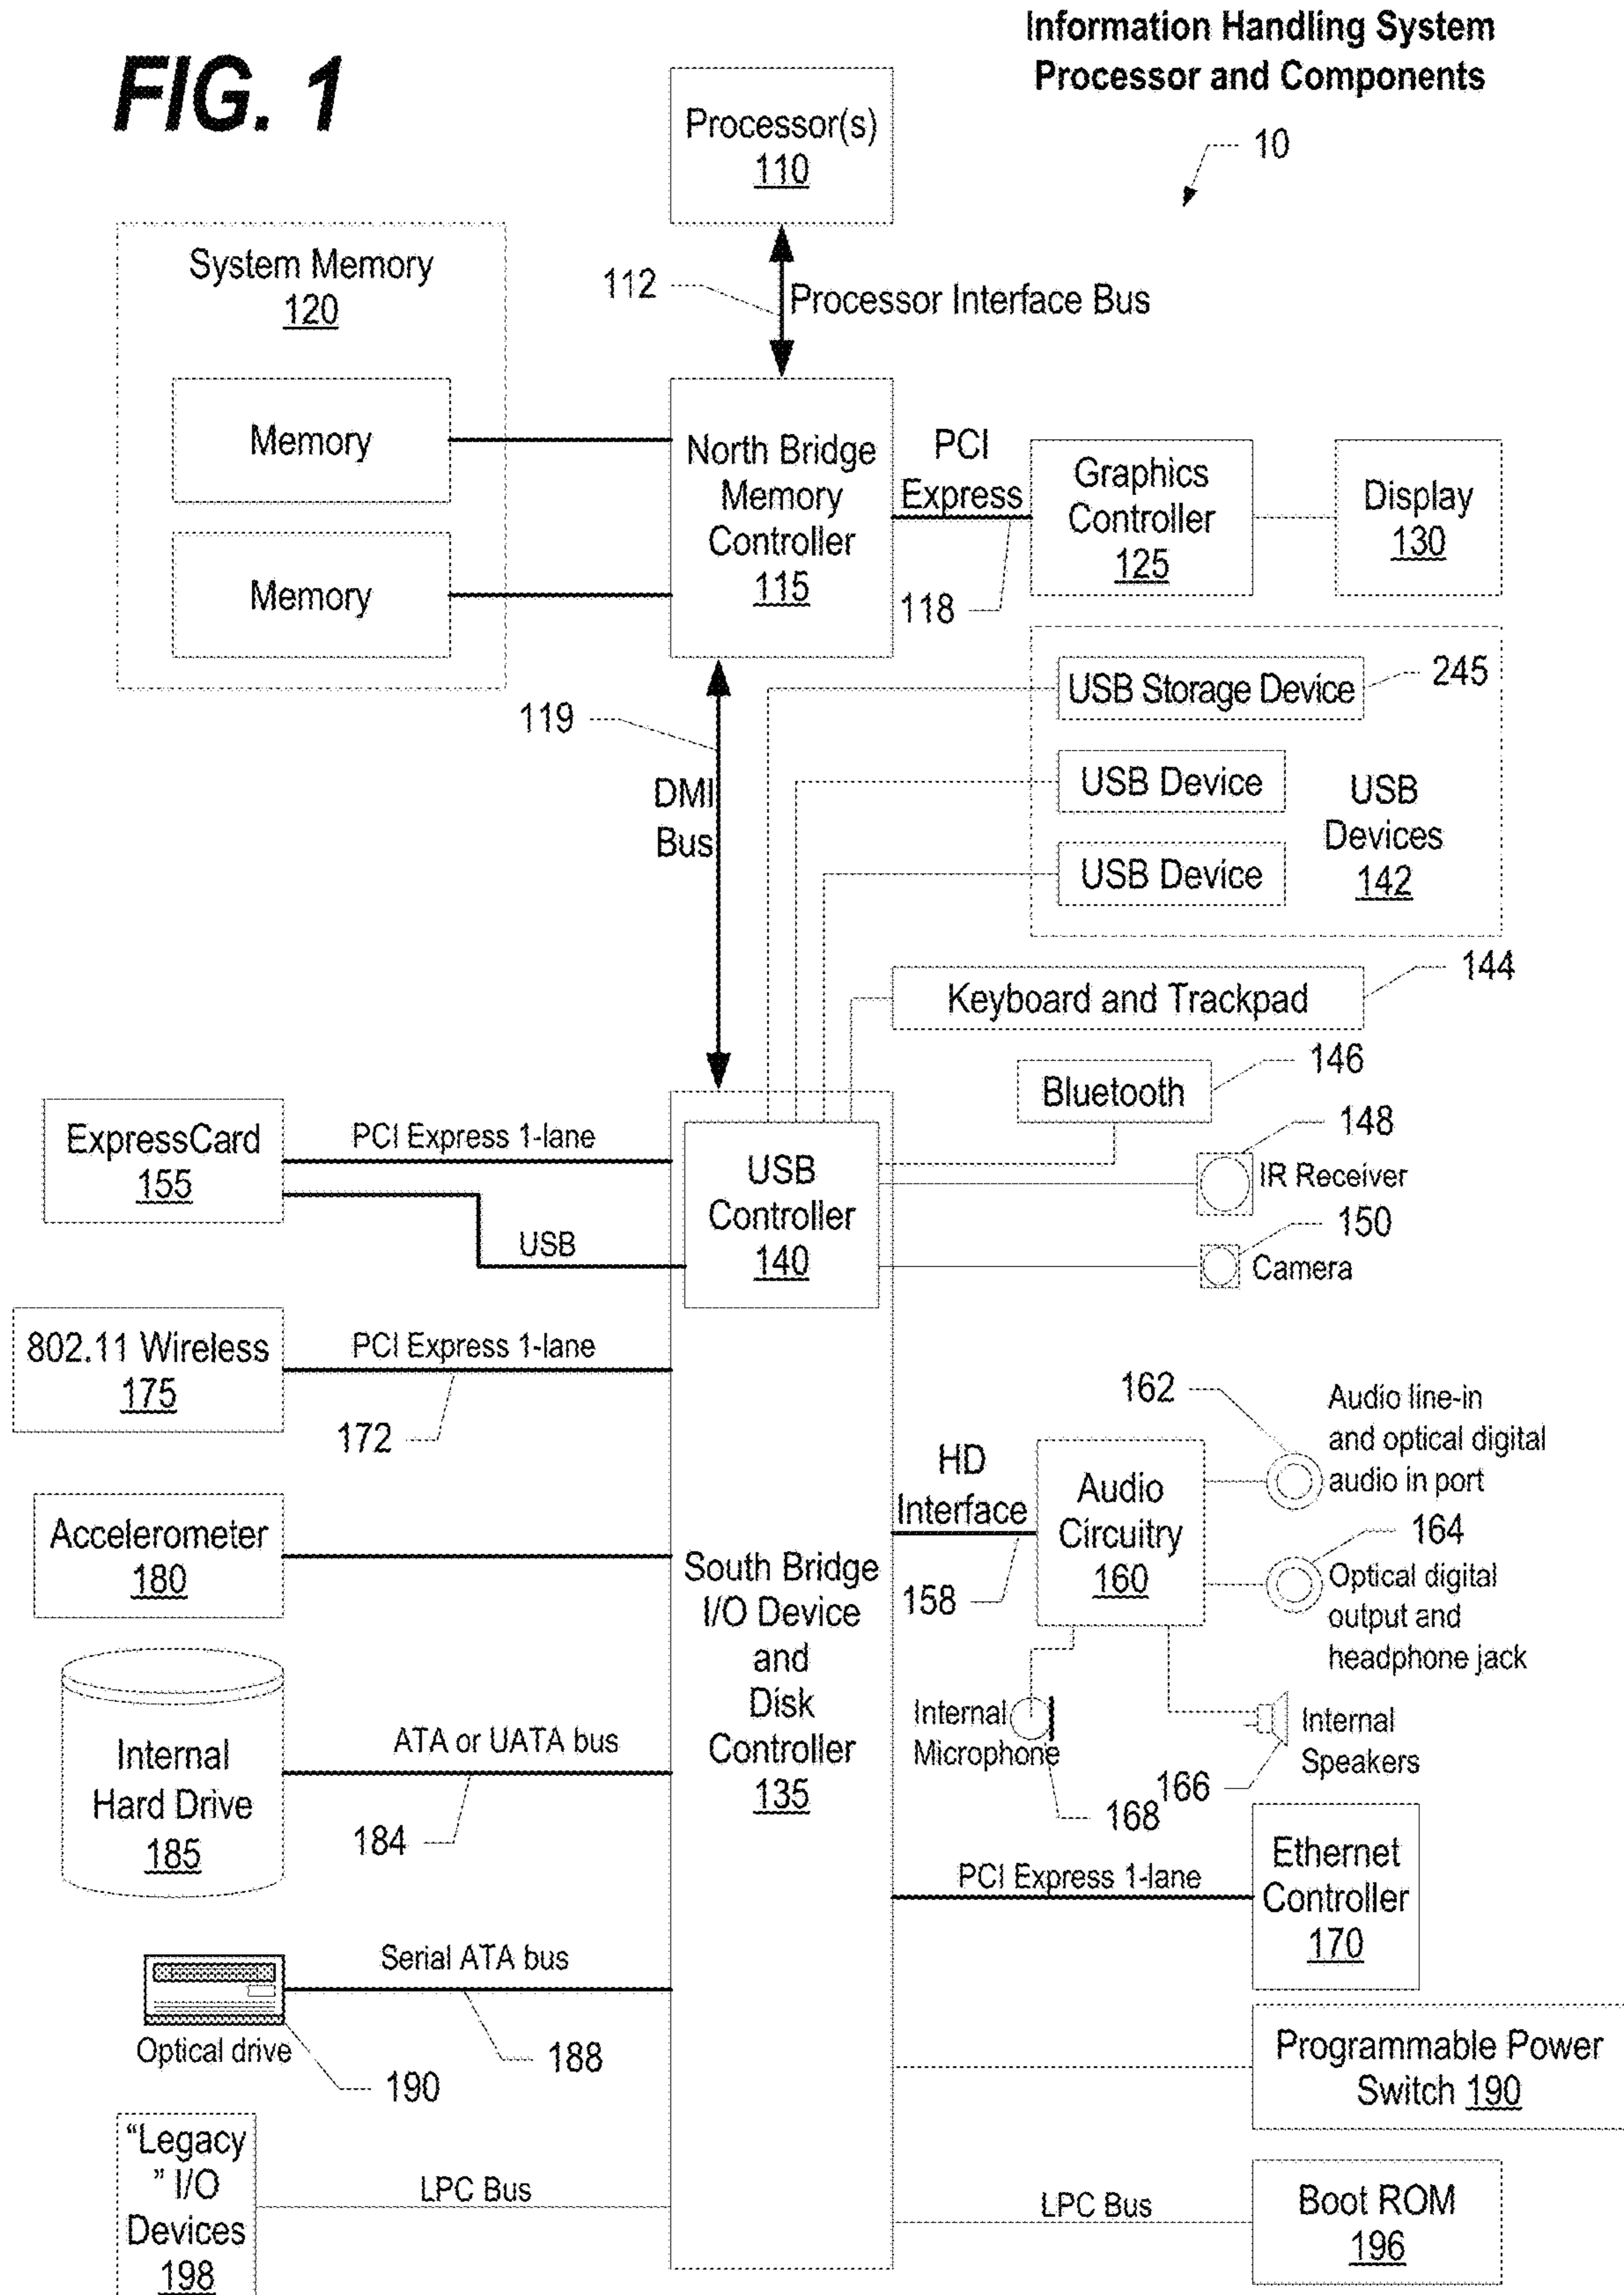 FIG. 1
Information Handling System
Processor and Components
10
Processor(s)
110
System Memory
120
112
Processor Interface Bus
Memory
Memory
North Bridge
Memory
Controller
115
PCI
Express
118
Graphics
Controller
125
Display
130
119
DMI
Bus
USB Storage Device
245
USB Device
USB Device
USB
Devices
142
Keyboard and Trackpad
144
Bluetooth
146
148
IR Receiver
150
Camera
ExpressCard
155
PCI Express 1-lane
USB
USB
Controller
140
802.11 Wireless
175
PCI Express 1-lane
172
Accelerometer
180
Internal
Hard Drive
185
ATA or UATA bus
184
South Bridge
I/O Device
and
Disk
Controller
135
HD
Interface
158
Audio
Circuitry
160
162
Audio line-in
and optical digital
audio in port
164
Optical digital
output and
headphone jack
Internal
Microphone
168
166
Internal
Speakers
PCI Express 1-lane
Ethernet
Controller
170
Serial ATA bus
188
Optical drive
190
Programmable Power
Switch 190
“Legacy
” I/O
Devices
198
LPC Bus
LPC Bus
Boot ROM
196